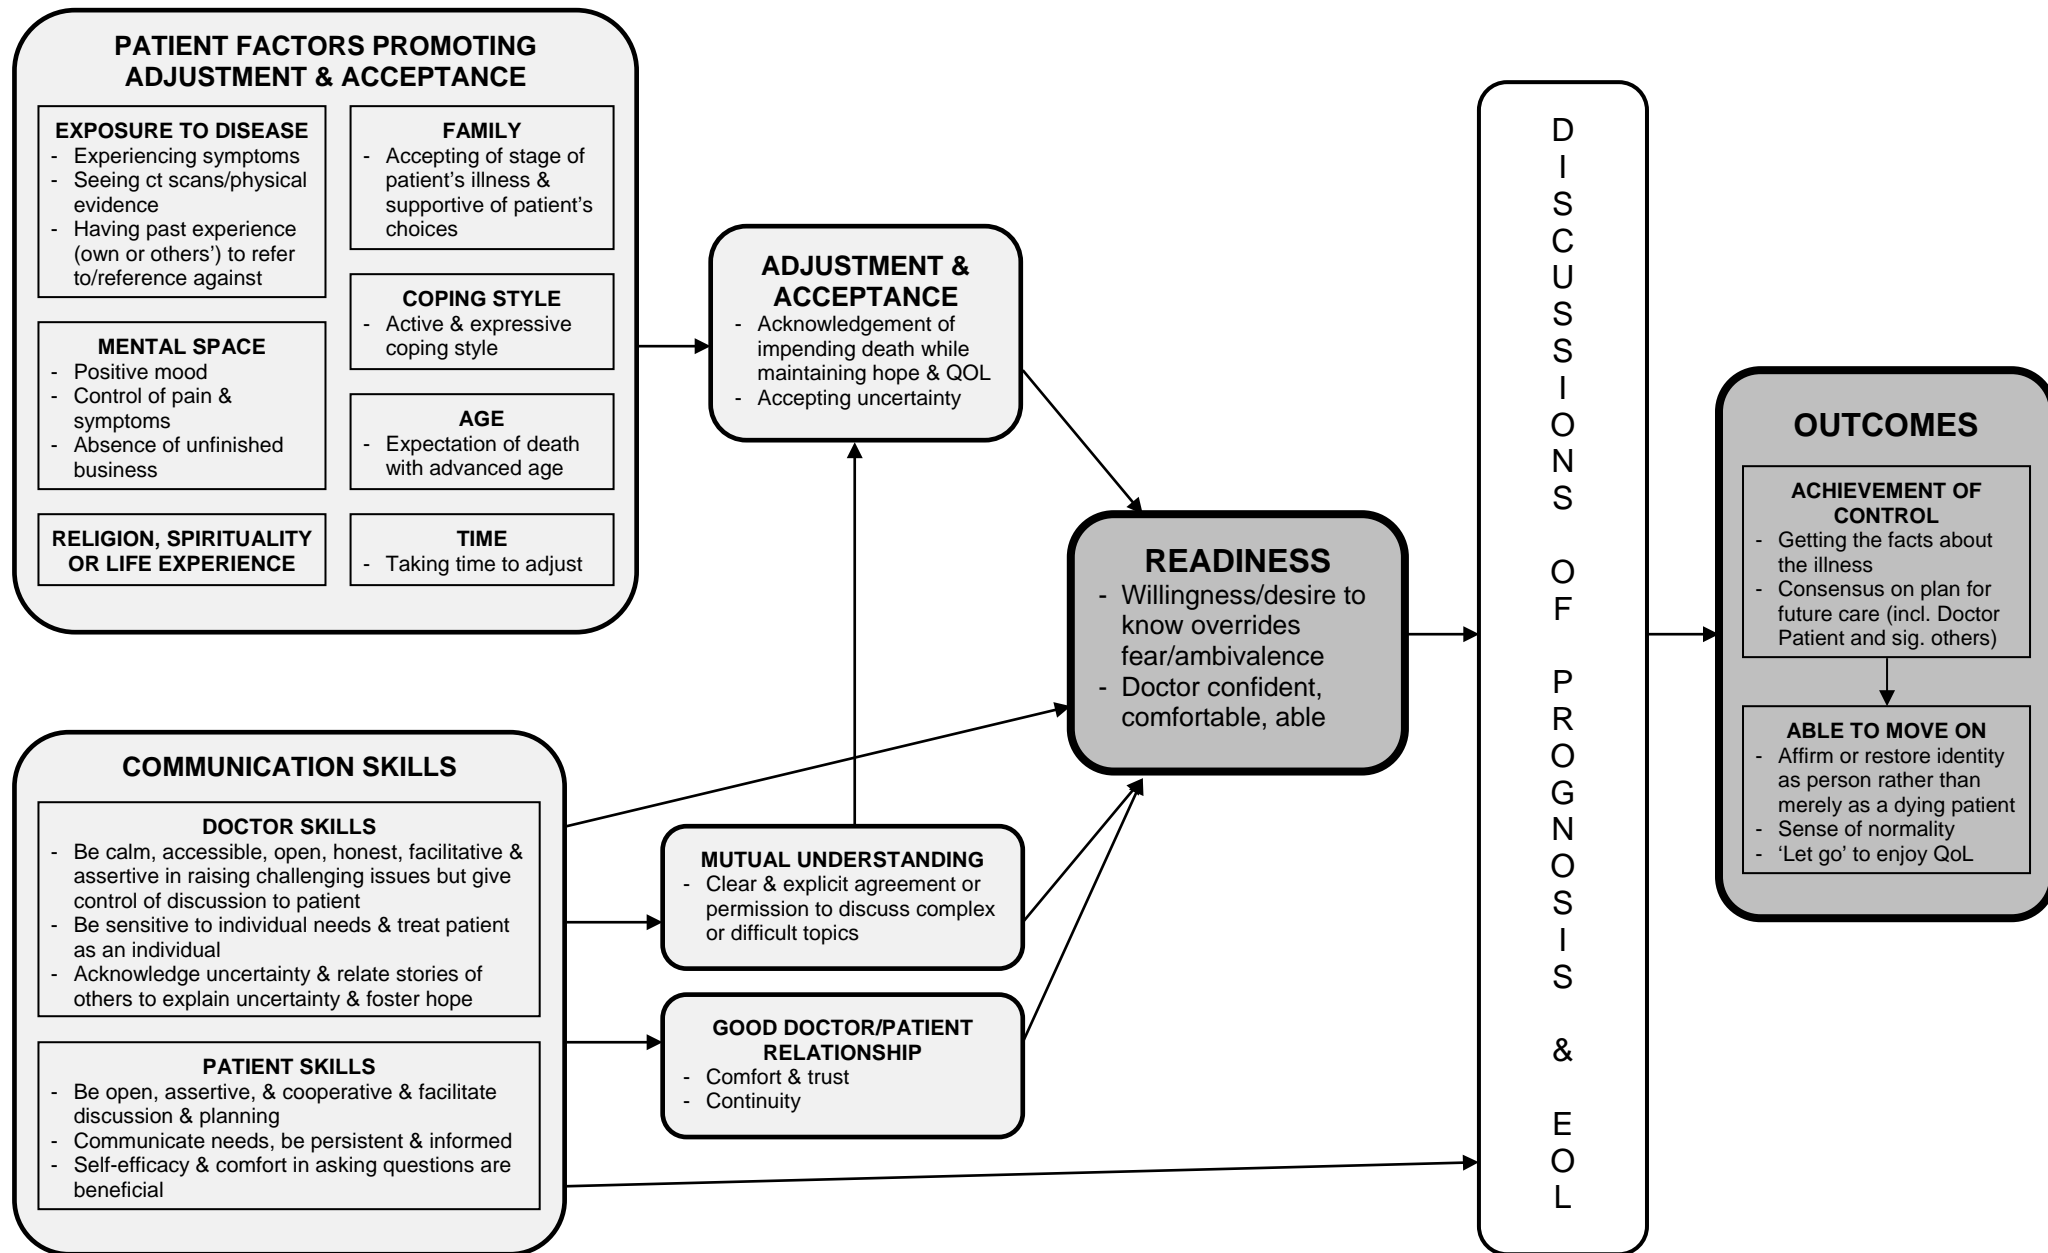 PATIENT FACTORS PROMOTING
ADJUSTMENT & ACCEPTANCE
EXPOSURE TO DISEASE
- Experiencing symptoms
- Seeing ct scans/physical
evidence
- Having past experience
(own or others’) to refer
to/reference against
MENTAL SPACE
- Positive mood
- Control of pain &
symptoms
- Absence of unfinished
business
RELIGION, SPIRITUALITY
OR LIFE EXPERIENCE
FAMILY
- Accepting of stage of
patient’s illness &
supportive of patient’s
choices
COPING STYLE
- Active & expressive
coping style
AGE
- Expectation of death
with advanced age
TIME
- Taking time to adjust
COMMUNICATION SKILLS
DOCTOR SKILLS
- Be calm, accessible, open, honest, facilitative &
assertive in raising challenging issues but give
control of discussion to patient
- Be sensitive to individual needs & treat patient
as an individual
- Acknowledge uncertainty & relate stories of
others to explain uncertainty & foster hope
PATIENT SKILLS
- Be open, assertive, & cooperative & facilitate
discussion & planning
- Communicate needs, be persistent & informed
- Self-efficacy & comfort in asking questions are
beneficial
ADJUSTMENT &
ACCEPTANCE
- Acknowledgement of
impending death while
maintaining hope & QOL
- Accepting uncertainty
MUTUAL UNDERSTANDING
- Clear & explicit agreement or
permission to discuss complex
or difficult topics
GOOD DOCTOR/PATIENT
RELATIONSHIP
- Comfort & trust
- Continuity
READINESS
- Willingness/desire to
know overrides
fear/ambivalence
- Doctor confident,
comfortable, able
DISCUSSIONS OF PROGNOSIS & EOL
OUTCOMES
ACHIEVEMENT OF
CONTROL
- Getting the facts about
the illness
- Consensus on plan for
future care (incl. Doctor
Patient and sig. others)
ABLE TO MOVE ON
- Affirm or restore identity
as person rather than
merely as a dying patient
- Sense of normality
- ‘Let go’ to enjoy QoL